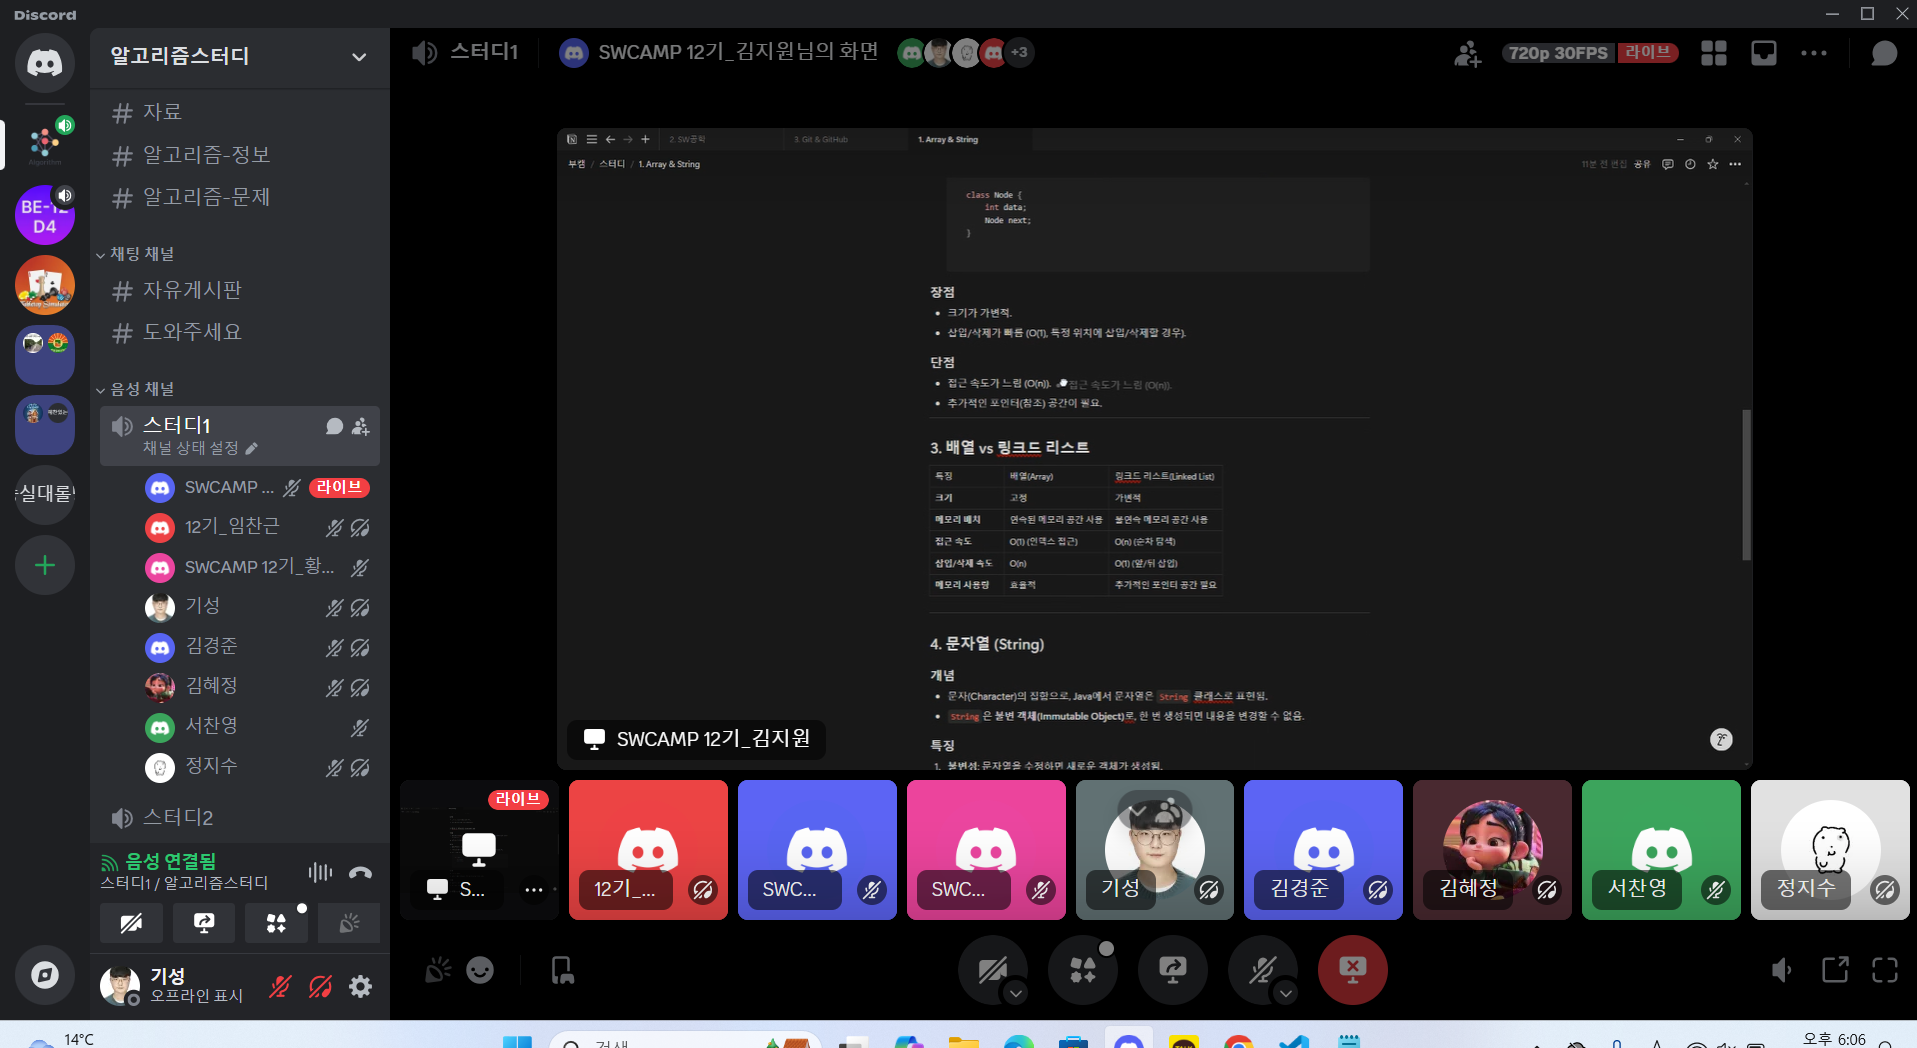 Discord
알고리즘스터디
자료
알고리즘-정보
알고리즘-문제
채팅 채널
자유게시판
도와주세요
음성 채널
스터디1
채널 상태 설정
SWCAMP ... 라이브
12기_임찬근
SWCAMP 12기_황...
기성
김경준
김혜정
서찬영
정지수
스터디2
음성 연결됨
스터디1 / 알고리즘스터디
기성
오프라인 표시
BE-12
D4
실대롤
스터디1
SWCAMP 12기_김지원님의 화면
+3
720p 30FPS 라이브
2. SW공학
3. Git & GitHub
1. Array & String
부캠 / 스터디 / 1. Array & String
11분 전 편집 공유
class Node {
int data;
Node next;
}
장점
크기가 가변적.
삽입/삭제가 빠름 (O(1), 특정 위치에 삽입/삭제할 경우).
단점
접근 속도가 느림 (O(n)). 접근 속도가 느림 (O(n)).
추가적인 포인터(참조) 공간이 필요.
3. 배열 vs 링크드 리스트
특징 배열(Array) 링크드 리스트(Linked List)
크기 고정 가변적
메모리 배치 연속된 메모리 공간 사용 불연속 메모리 공간 사용
접근 속도 O(1) (인덱스 접근) O(n) (순차 탐색)
삽입/삭제 속도 O(n) O(1) (앞/뒤 삽입)
메모리 사용량 효율적 추가적인 포인터 공간 필요
4. 문자열 (String)
개념
문자(Character)의 집합으로, Java에서 문자열은 String 클래스로 표현됨.
String 은 불변 객체(Immutable Object)로, 한 번 생성되면 내용을 변경할 수 없음.
특징
1. 불변성: 문자열을 수정하면 새로운 객체가 생성됨.
SWCAMP 12기_김지원
라이브
S...
12기_...
SWC...
SWC...
기성
김경준
김혜정
서찬영
정지수
14°C
검색
오후 6:06